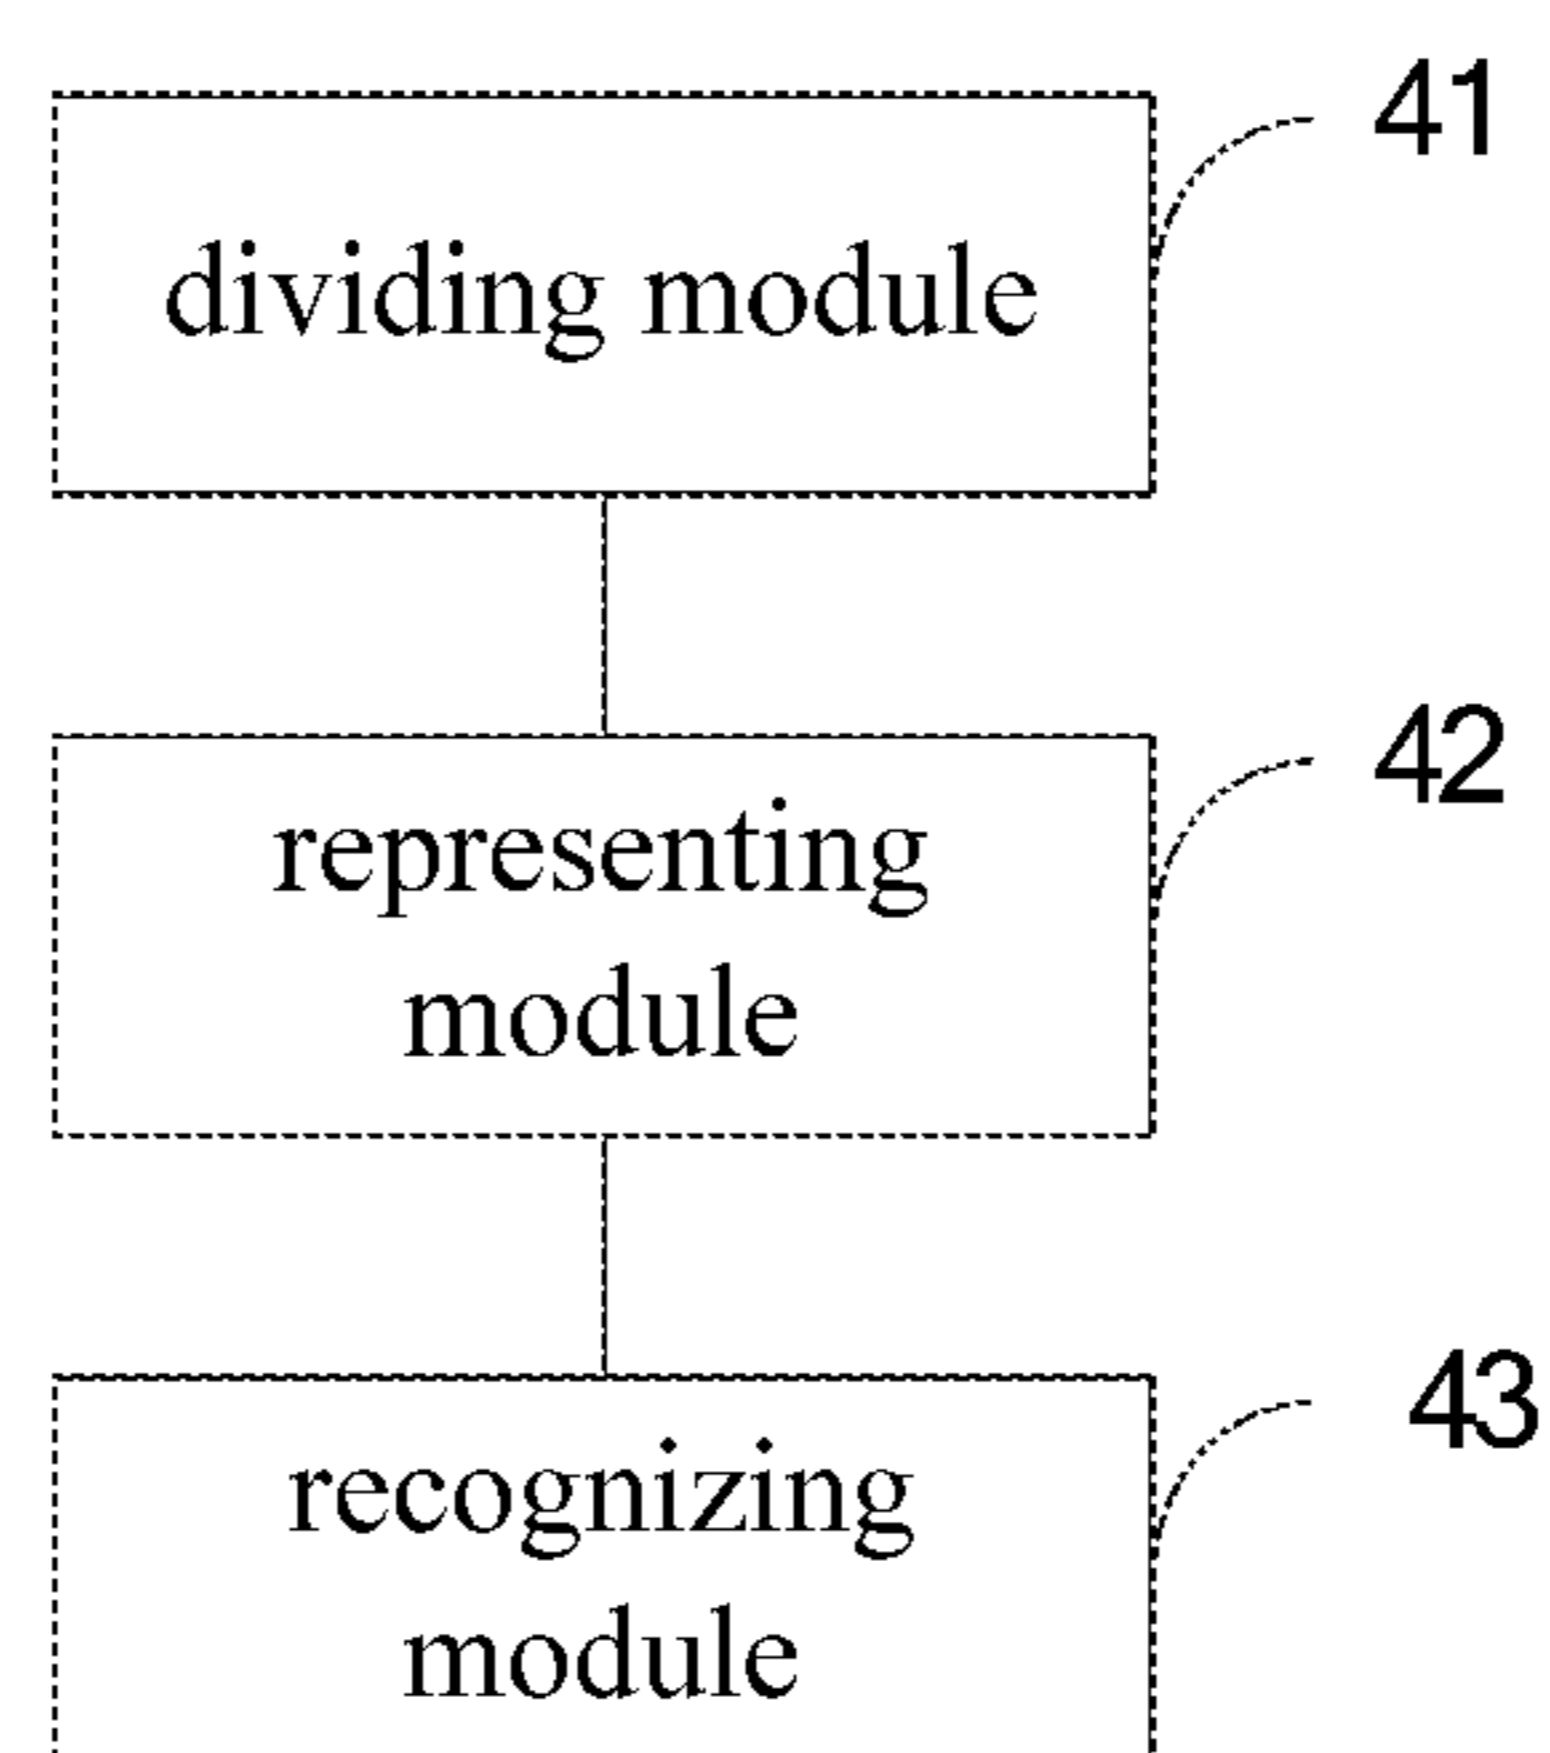 41
dividing module
42
representing
module
43
recognizing
module